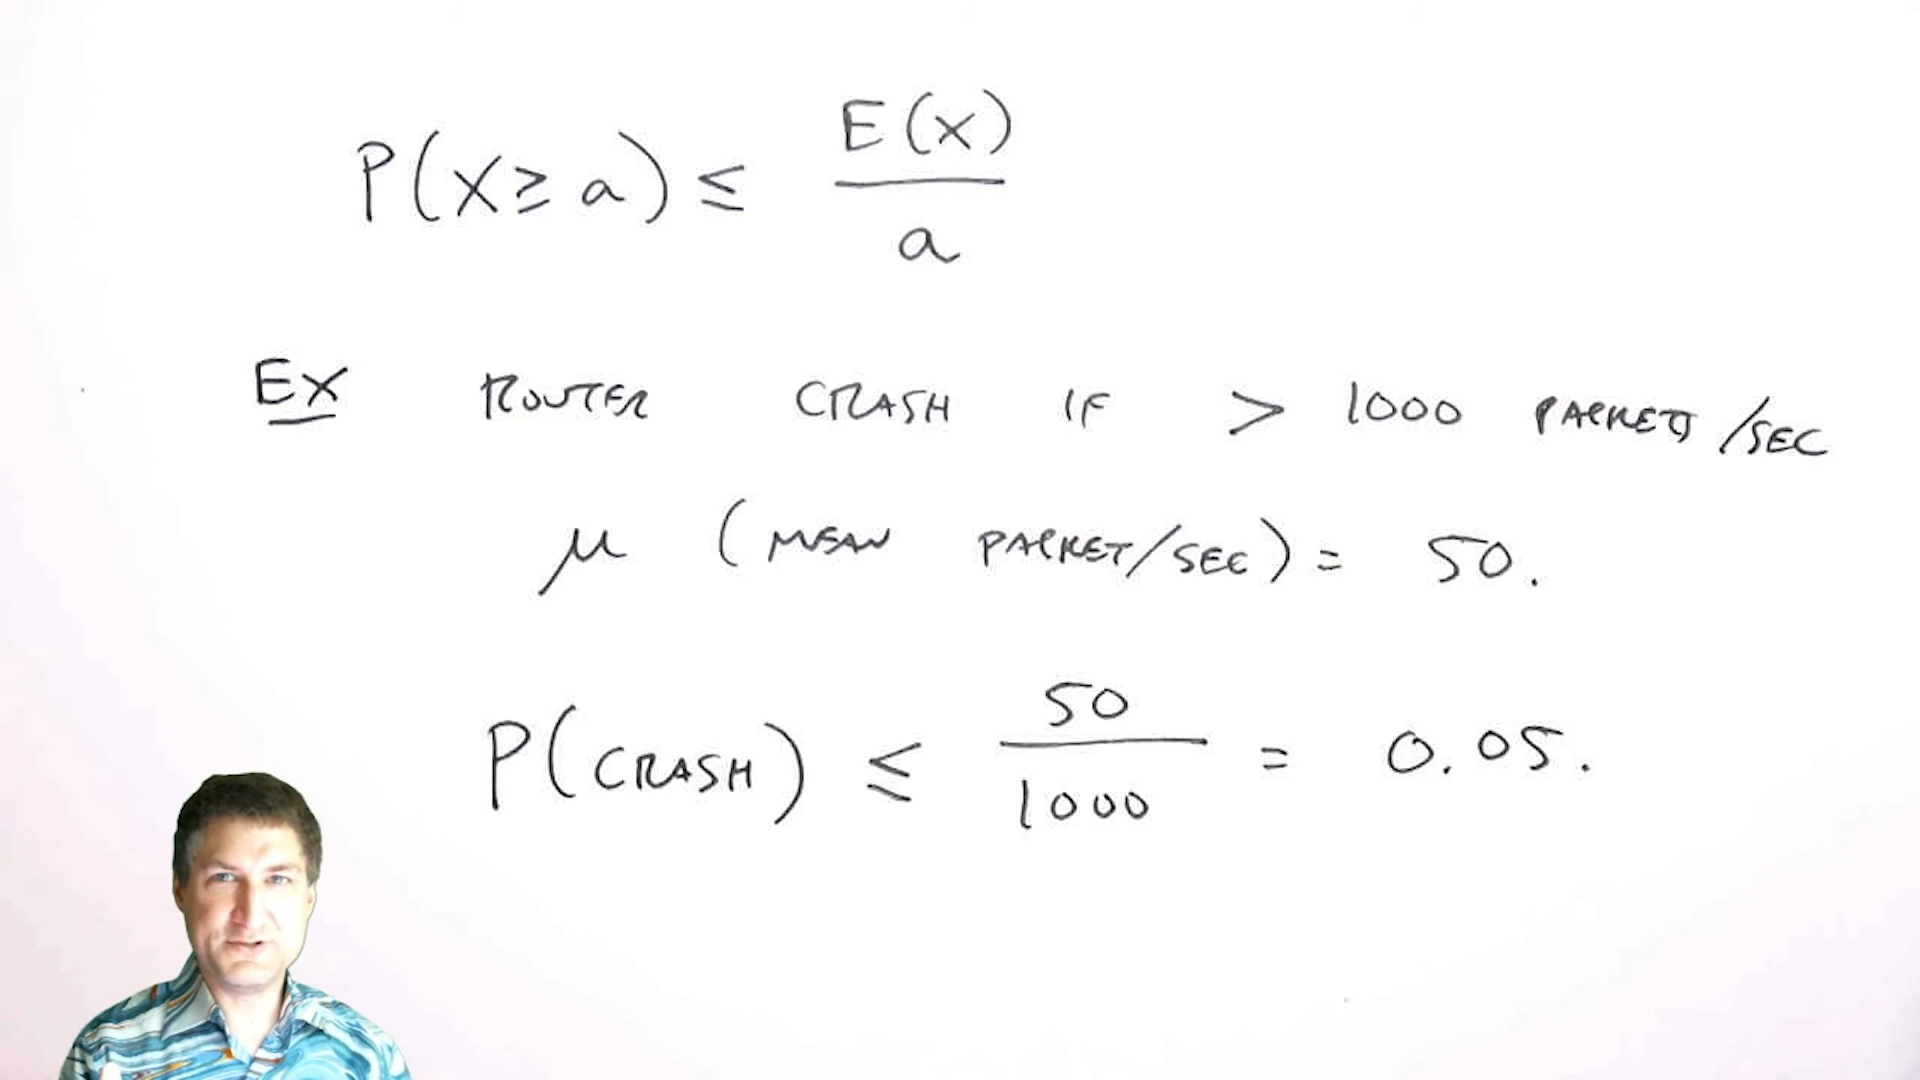 P(X ≥ a) ≤ E(X) / a
EX ROUTER CRASH IF > 1000 PACKETS /SEC
μ (MEAN PACKET/SEC) = 50.
P(CRASH) ≤ 50 / 1000 = 0.05.